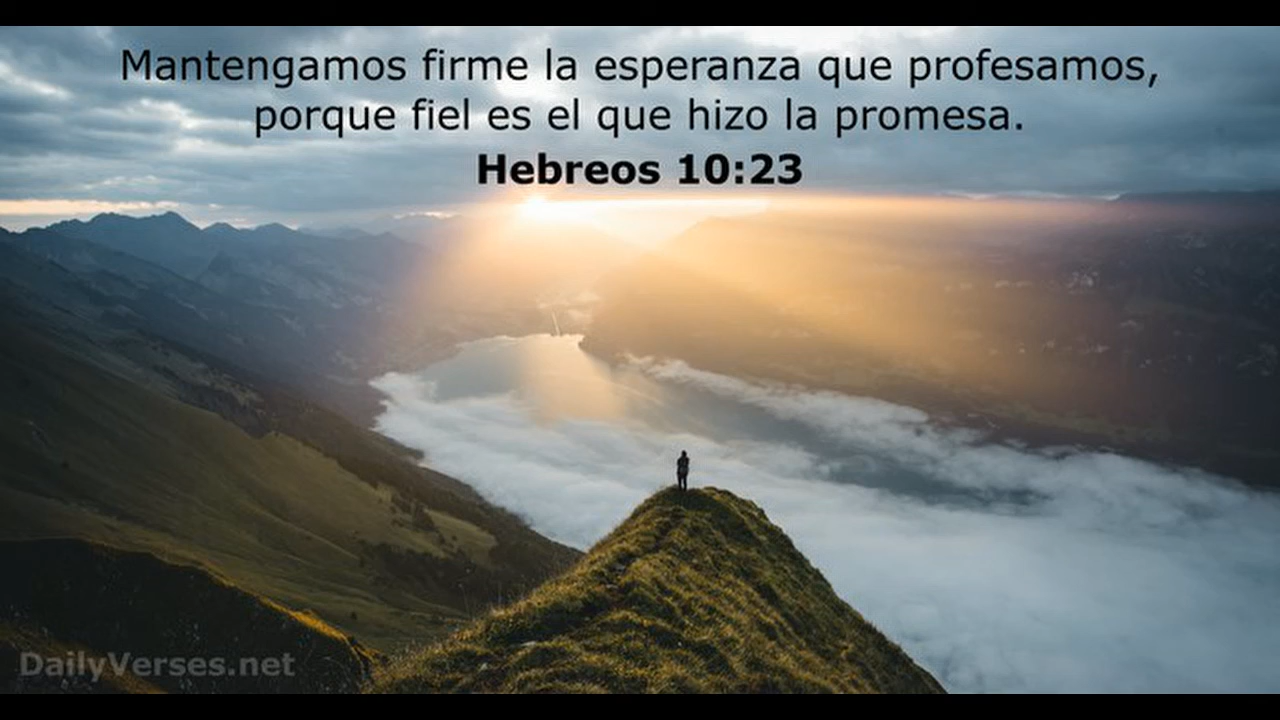 Mantengamos firme la esperanza que profesamos,
porque fiel es el que hizo la promesa.
Hebreos 10:23
DailyVerses.net